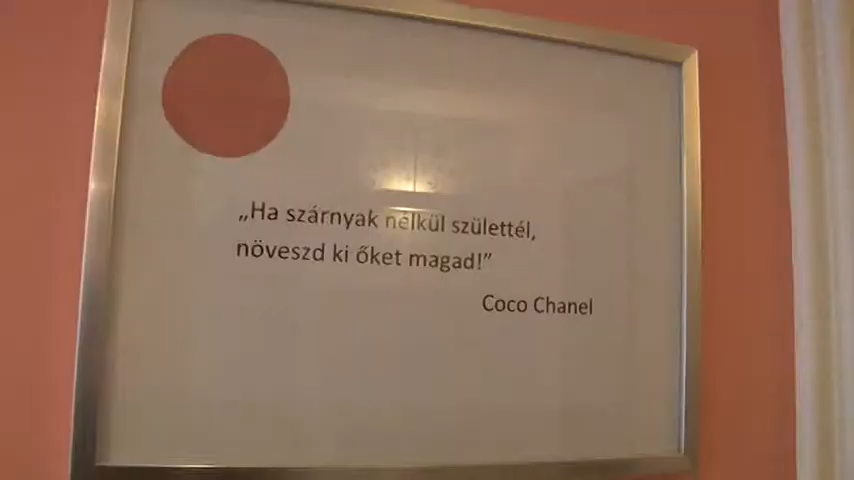 „Ha szárnyak nélkül születtél,
növeszd ki őket magad!”
Coco Chanel